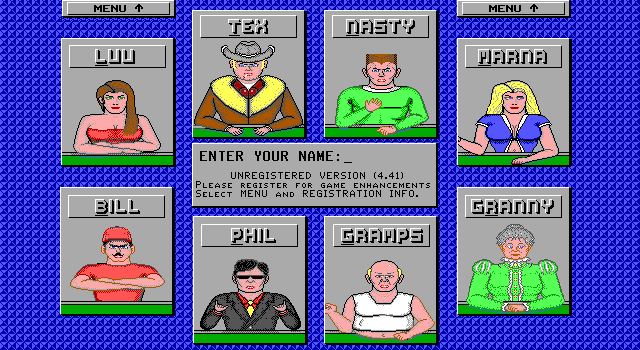 MENU ↑
MENU ↑
TEX
NASTY
LUU
MARNA
ENTER YOUR NAME:_
UNREGISTERED VERSION (4.41)
Please register for game enhancements
Select MENU and REGISTRATION INFO.
BILL
GRANNY
PHIL
GRAMPS